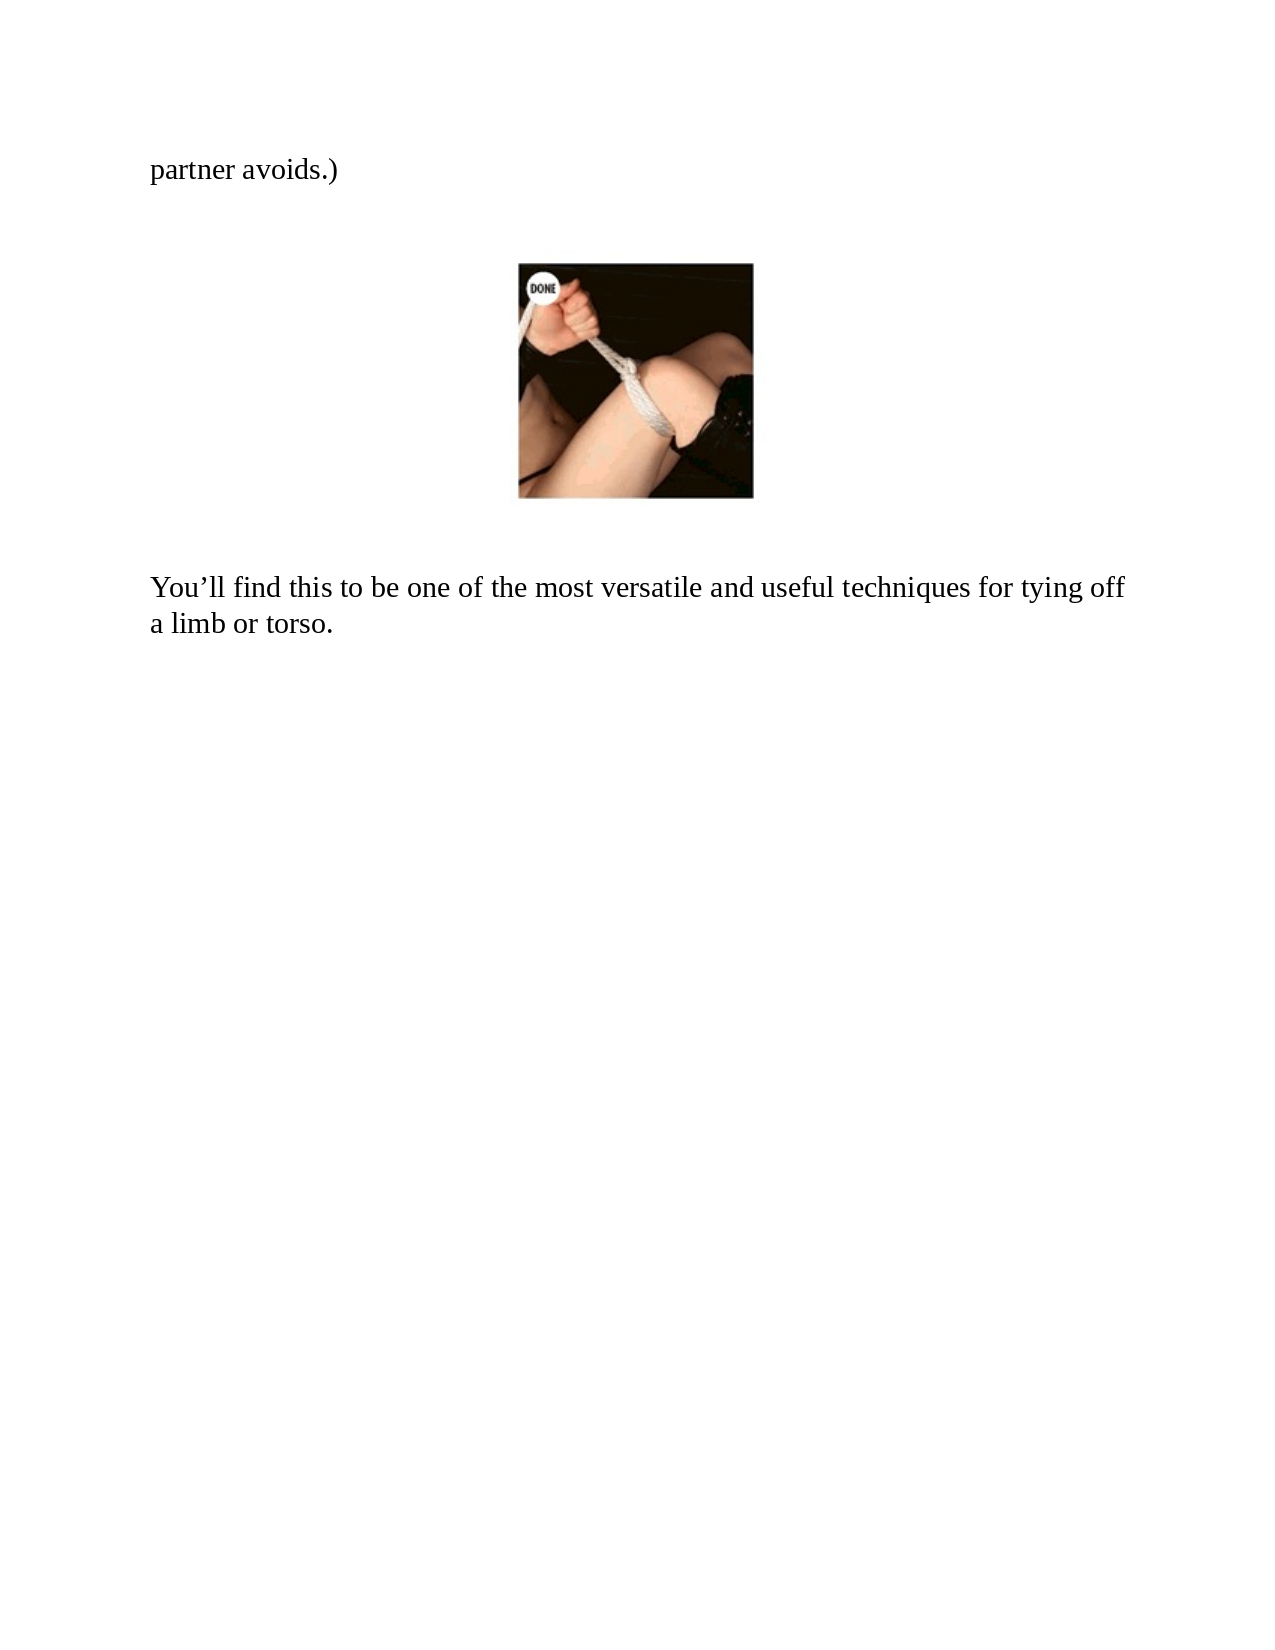 partner avoids.)
DONE
You’ll find this to be one of the most versatile and useful techniques for tying off
a limb or torso.